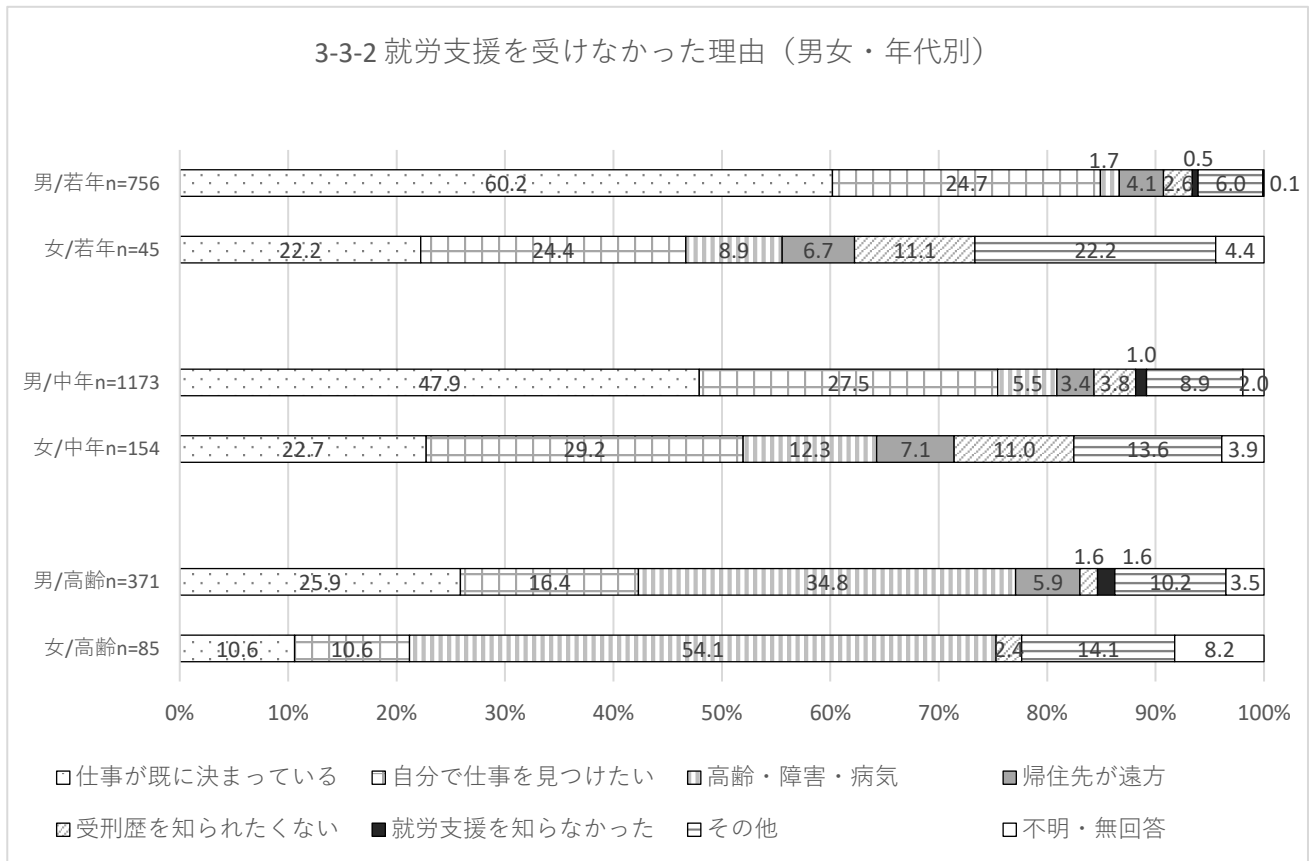 3-3-2 就労支援を受けなかった理由（男女・年代別）
1.7 0.5
男/若年n=756 60.2 24.7 4.1 2.6 6.0 0.1
女/若年n=45 22.2 24.4 8.9 6.7 11.1 22.2 4.4
1.0
男/中年n=1173 47.9 27.5 5.5 3.4 3.8 8.9 2.0
女/中年n=154 22.7 29.2 12.3 7.1 11.0 13.6 3.9
1.6 1.6
男/高齢n=371 25.9 16.4 34.8 5.9 10.2 3.5
女/高齢n=85 10.6 10.6 54.1 2.4 14.1 8.2
0% 10% 20% 30% 40% 50% 60% 70% 80% 90% 100%
仕事が既に決まっている 自分で仕事を見つけたい 高齢・障害・病気 帰住先が遠方
受刑歴を知られたくない 就労支援を知らなかった その他 不明・無回答